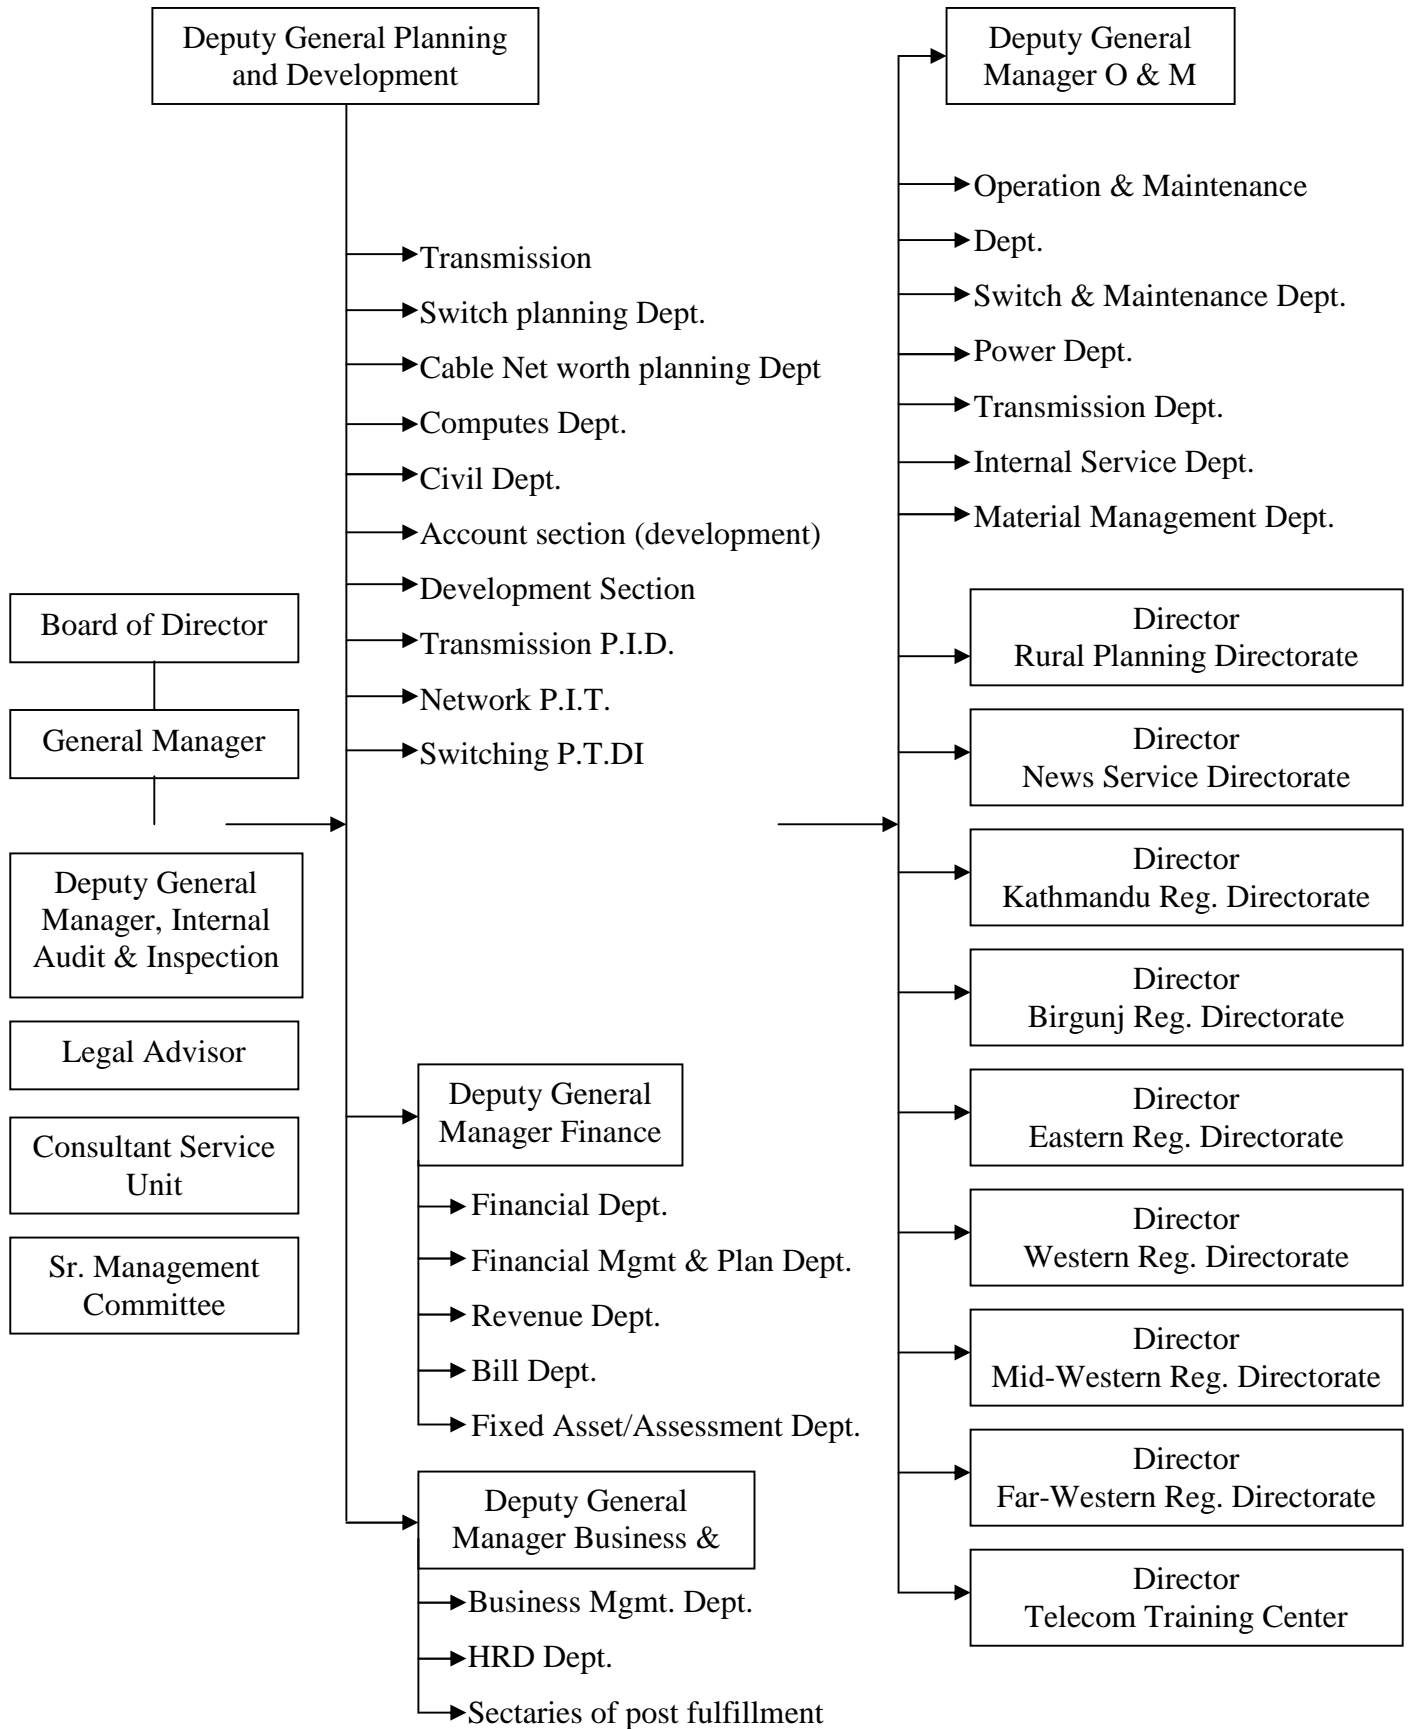 Deputy General Planning
and Development
Transmission
Switch planning Dept.
Cable Net worth planning Dept
Computes Dept.
Civil Dept.
Account section (development)
Development Section
Transmission P.I.D.
Network P.I.T.
Switching P.T.DI
Board of Director
General Manager
Deputy General
Manager, Internal
Audit & Inspection
Legal Advisor
Consultant Service
Unit
Sr. Management
Committee
Deputy General
Manager Finance
Financial Dept.
Financial Mgmt & Plan Dept.
Revenue Dept.
Bill Dept.
Fixed Asset/Assessment Dept.
Deputy General
Manager Business &
Business Mgmt. Dept.
HRD Dept.
Sectaries of post fulfillment
Deputy General
Manager O & M
Operation & Maintenance
Dept.
Switch & Maintenance Dept.
Power Dept.
Transmission Dept.
Internal Service Dept.
Material Management Dept.
Director
Rural Planning Directorate
Director
News Service Directorate
Director
Kathmandu Reg. Directorate
Director
Birgunj Reg. Directorate
Director
Eastern Reg. Directorate
Director
Western Reg. Directorate
Director
Mid-Western Reg. Directorate
Director
Far-Western Reg. Directorate
Director
Telecom Training Center